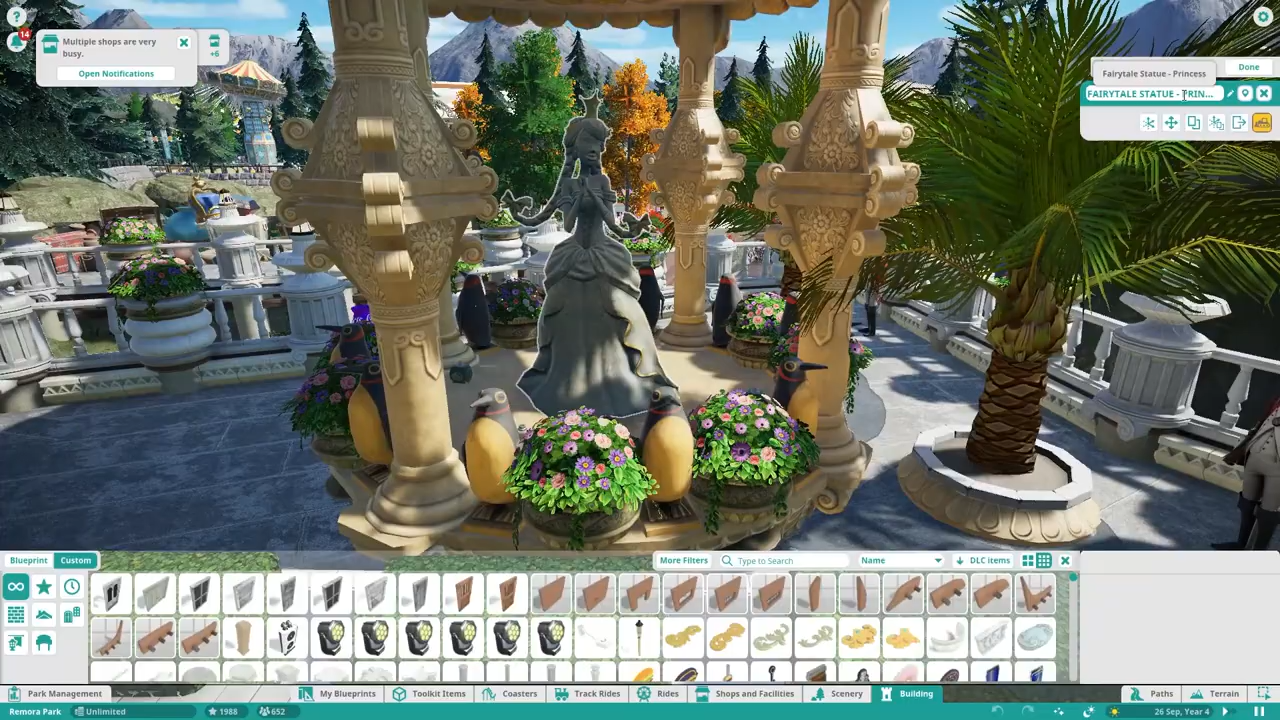 ?
14
Multiple shops are very
busy.
+6
Open Notifications
Fairytale Statue - Princess
Done
FAIRYTALE STATUE - PRIN...
Blueprint
Custom
More Filters
Type to Search
Name
DLC items
Park Management
My Blueprints
Toolkit Items
Coasters
Track Rides
Rides
Shops and Facilities
Scenery
Building
Paths
Terrain
Remora Park
Unlimited
1988
652
26 Sep, Year 4